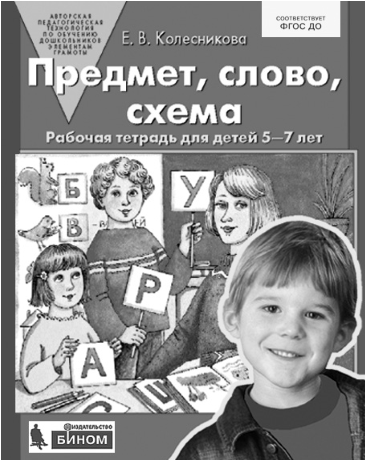 АВТОРСКАЯ
ПЕДАГОГИЧЕСКАЯ
ТЕХНОЛОГИЯ
ПО ОБУЧЕНИЮ
ДОШКОЛЬНИКОВ
ЭЛЕМЕНТАМ
ГРАМОТЫ
СООТВЕТСТВУЕТ
ФГОС ДО
Е. В. Колесникова
Предмет, слово,
схема
Рабочая тетрадь для детей 5—7 лет
Б
У
В
Р
А
ИЗДАТЕЛЬСТВО
БИНОМ